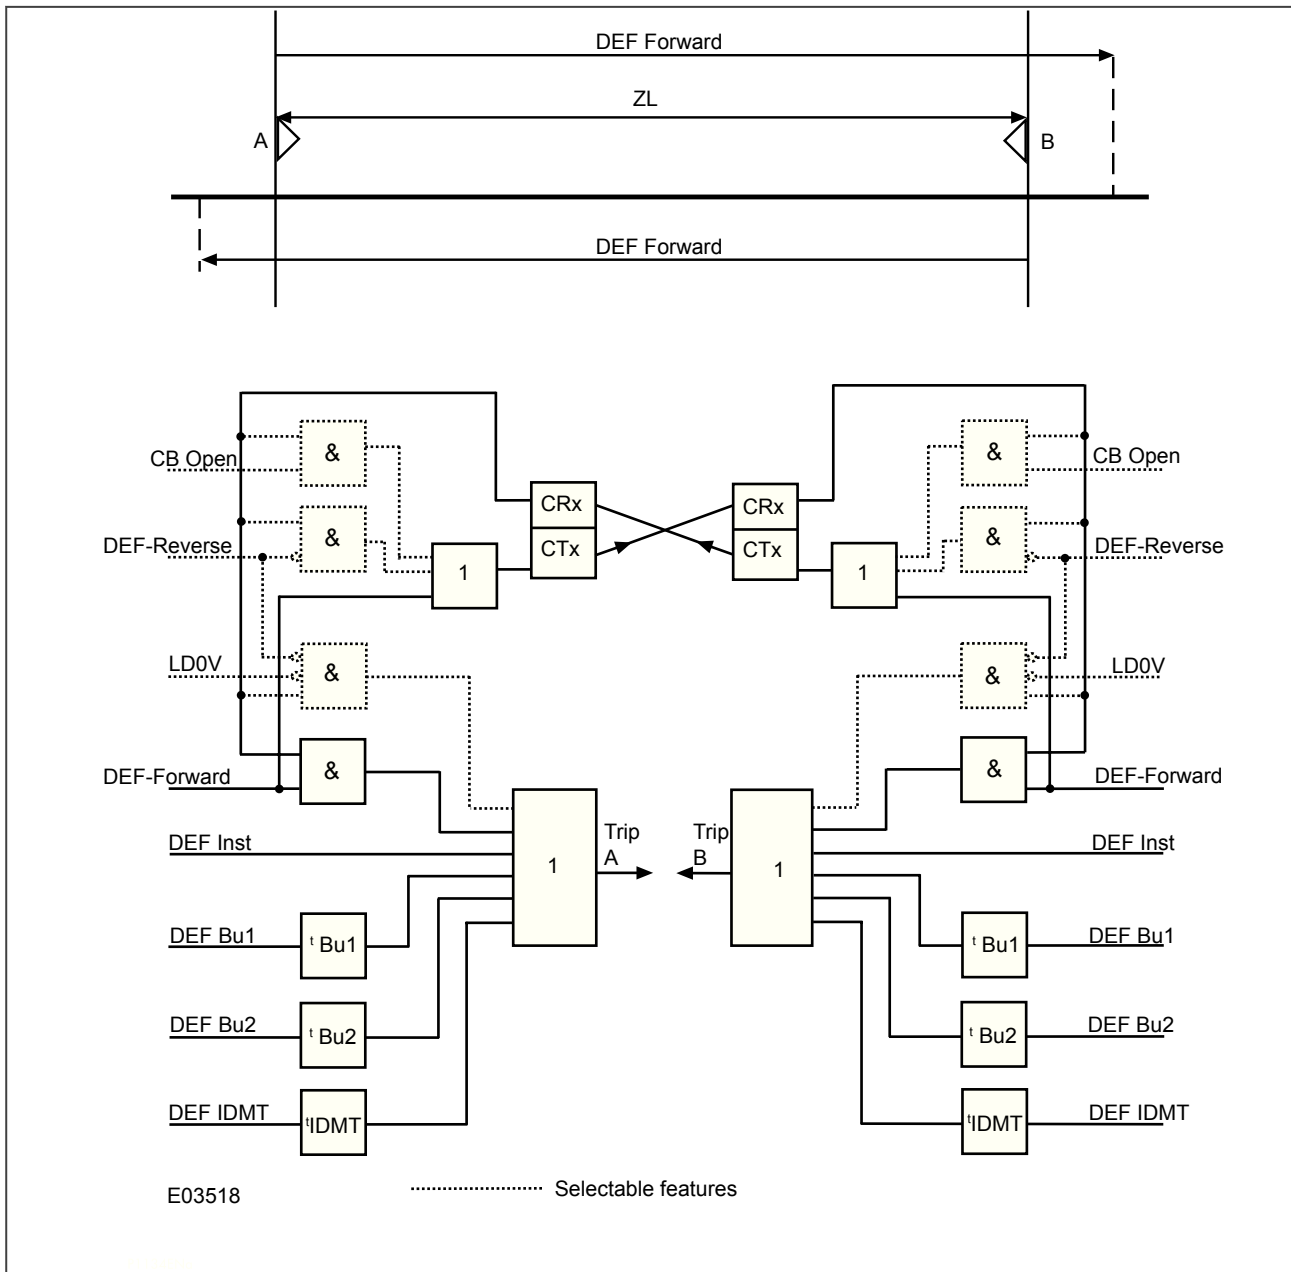 DEF Forward
ZL
A
B
DEF Forward
CB Open
&
CRx
CRx
&
CB Open
DEF-Reverse
&
CTx
CTx
&
DEF-Reverse
1
1
LD0V
&
&
LD0V
DEF-Forward
&
&
DEF-Forward
DEF Inst
Trip
A
Trip
B
DEF Inst
1
1
DEF Bu1
t Bu1
t Bu1
DEF Bu1
DEF Bu2
t Bu2
t Bu2
DEF Bu2
DEF IDMT
tIDMT
tIDMT
DEF IDMT
E03518
Selectable features